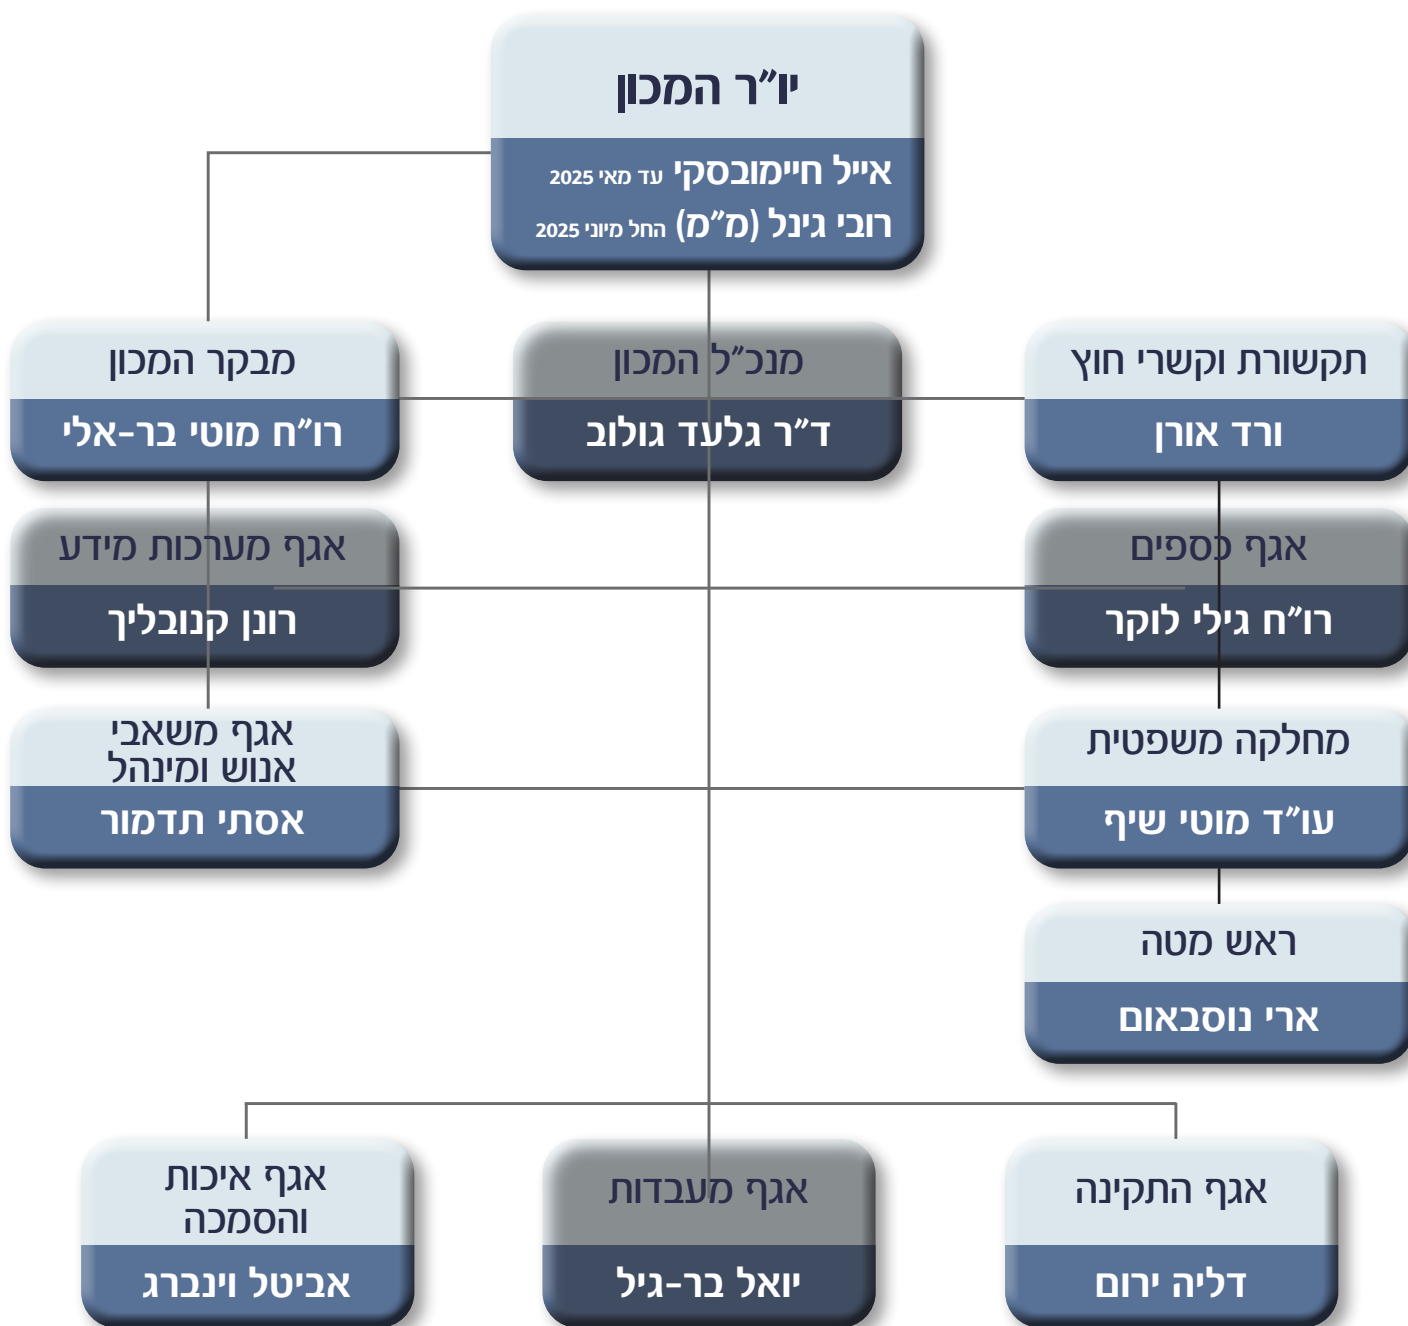 יו״ר המכון
אייל חיימובסקי עד מאי 2025
רובי גינל (מ״מ) החל מיוני 2025
תקשורת וקשרי חוץ
ורד אורן
מנכ״ל המכון
ד״ר גלעד גולוב
מבקר המכון
רו״ח מוטי בר-אלי
אגף כספים
רו״ח גילי לוקר
אגף מערכות מידע
רונן קנובליך
מחלקה משפטית
עו״ד מוטי שיף
אגף משאבי
אנוש ומינהל
אסתי תדמור
ראש מטה
ארי נוסבאום
אגף התקינה
דליה ירום
אגף מעבדות
יואל בר-גיל
אגף איכות
והסמכה
אביטל וינברג